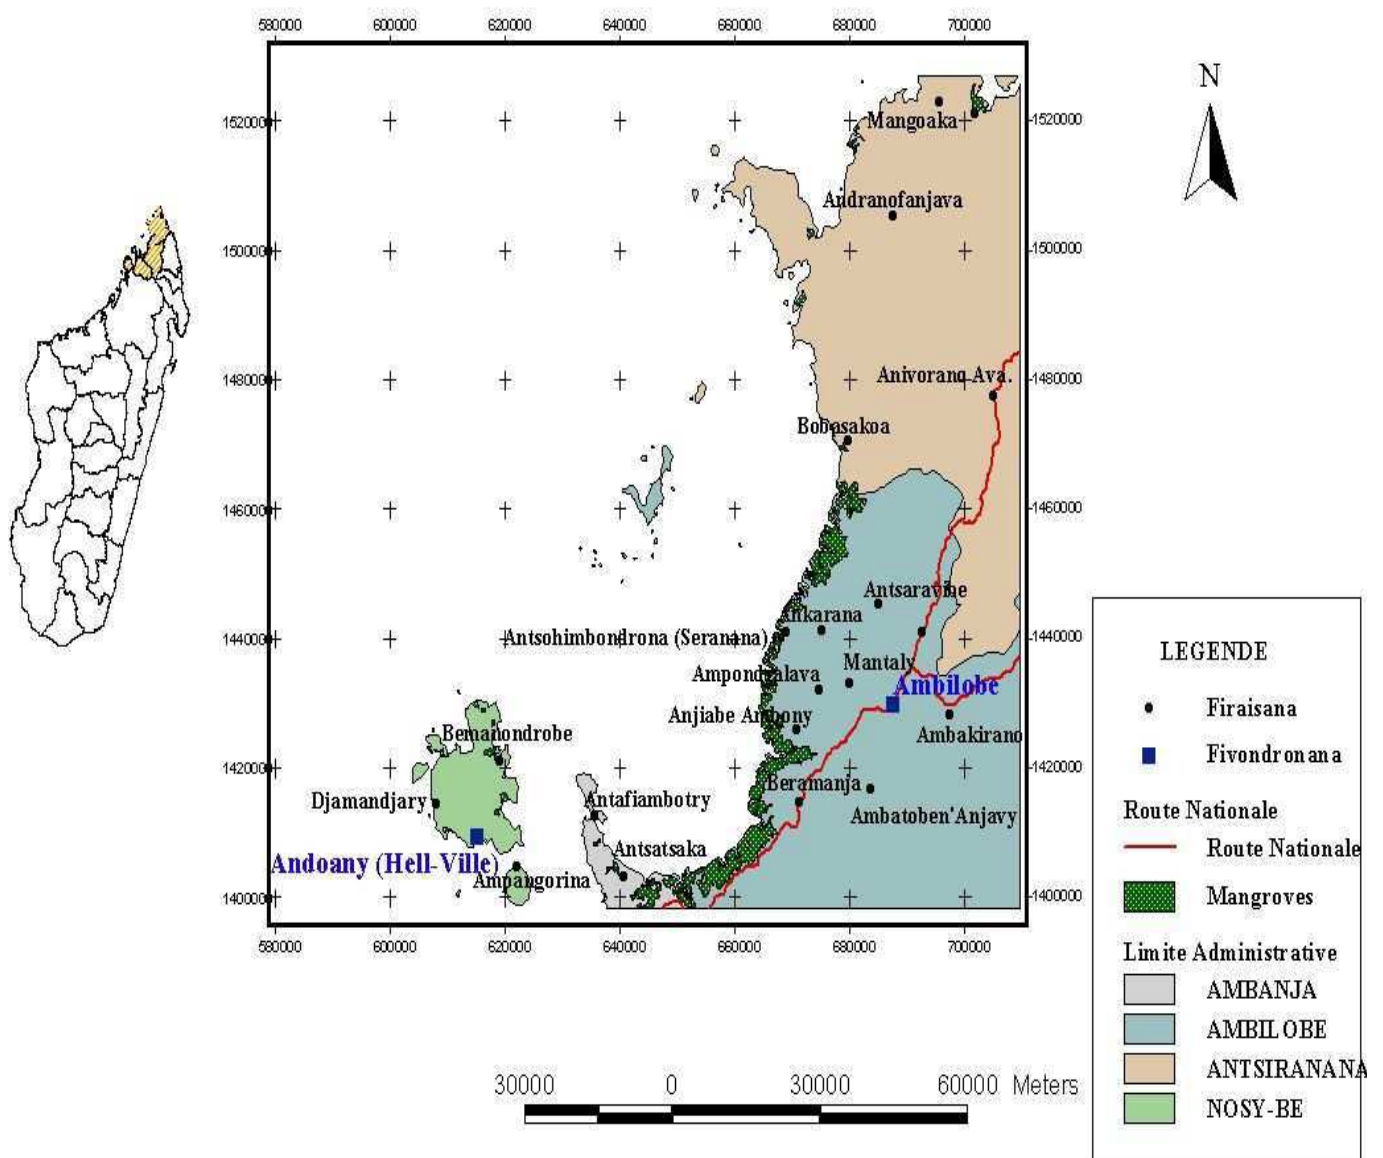 580000 600000 620000 640000 660000 680000 700000
N
1520000 1520000
Mangoaka
Andranofanjava
1500000 1500000
1480000 1480000
Anivorano Ava.
Bobasakoa
1460000 1460000
Antsaravibe
Ankarana
1440000 Antsohimbondrona (Seranana) 1440000
Mantaly
Ampondralava
Ambilobe
Anjiabe Ambony
Ambakirano
Bemanondrobe
1420000 1420000
Beramanja
Djamandjary
Antafiambotry
Ambatoben'Anjavy
Antsatsaka
Andoany (Hell-Ville)
Ampangorina
1400000 1400000
580000 600000 620000 640000 660000 680000 700000
LEGENDE
Firaisana
Fivondronana
Route Nationale
Route Nationale
Mangroves
Limite Administrative
AMBANJA
AMBILOBE
ANTSIRANANA
NOSY-BE
30000 0 30000 60000 Meters